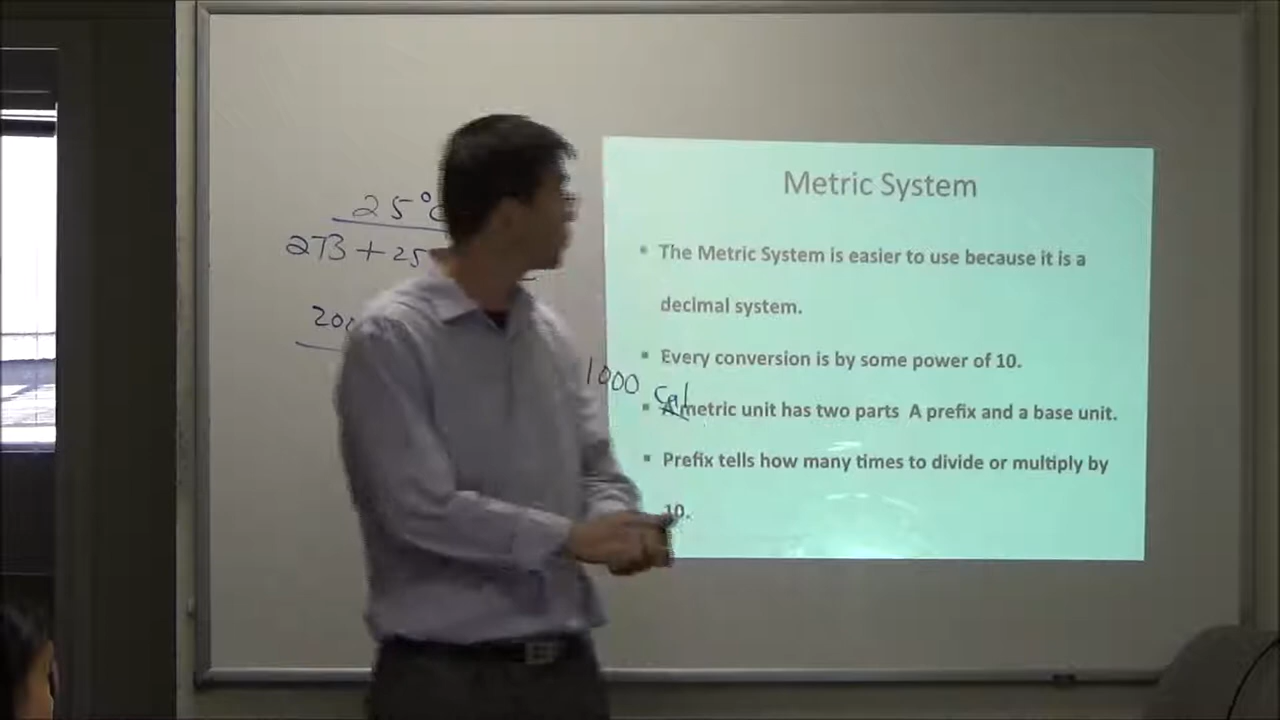 Metric System
▪ The Metric System is easier to use because it is a
decimal system.
▪ Every conversion is by some power of 10.
▪ A metric unit has two parts A prefix and a base unit.
▪ Prefix tells how many times to divide or multiply by
10.
25°C
273 + 25
1000 Cal